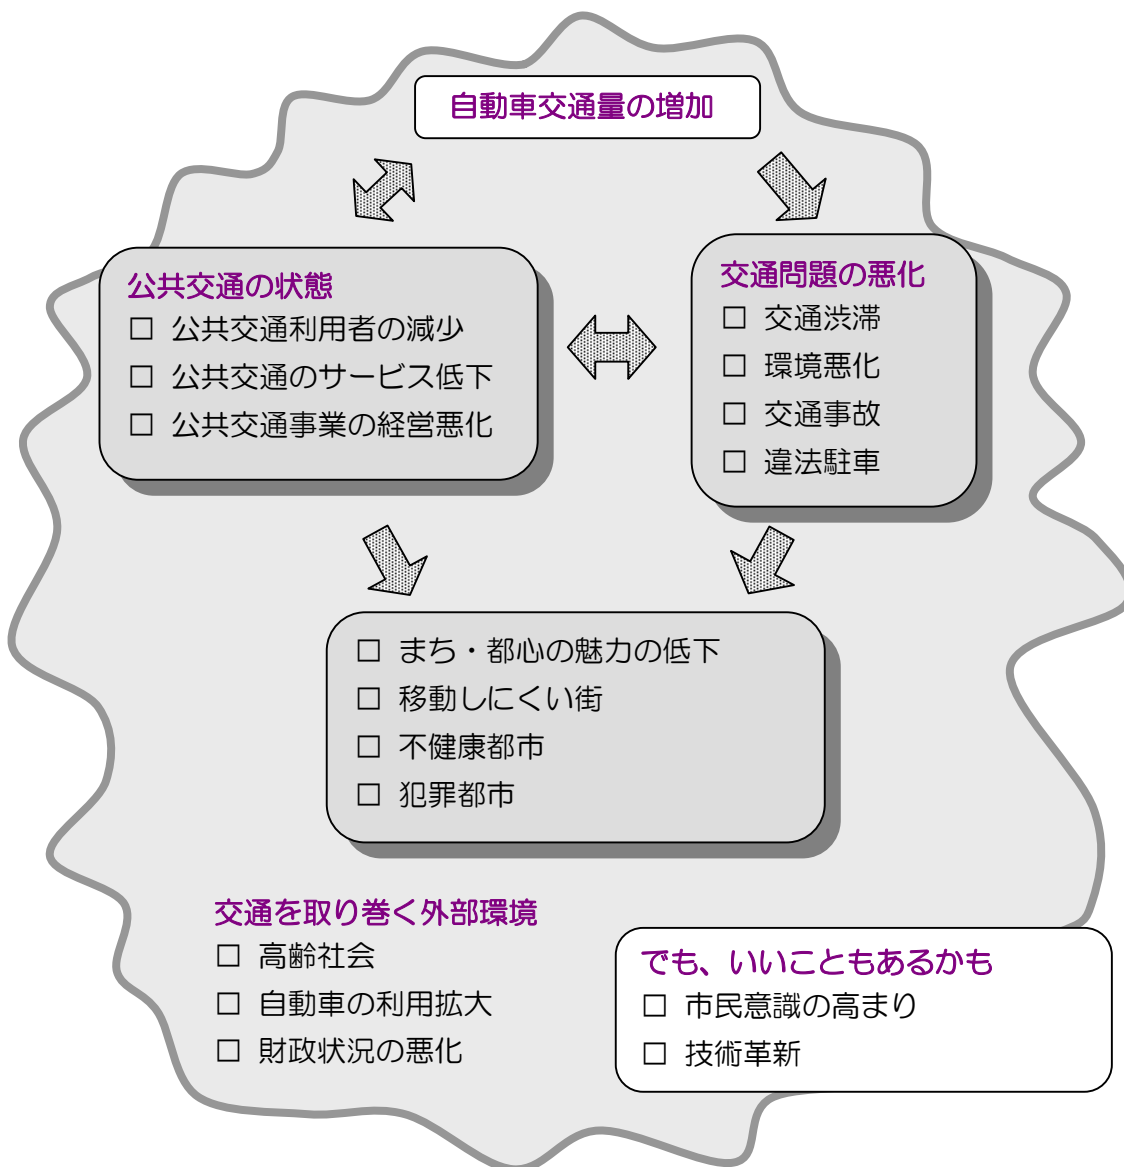 自動車交通量の増加
公共交通の状態
□ 公共交通利用者の減少
□ 公共交通のサービス低下
□ 公共交通事業の経営悪化
交通問題の悪化
□ 交通渋滞
□ 環境悪化
□ 交通事故
□ 違法駐車
□ まち・都心の魅力の低下
□ 移動しにくい街
□ 不健康都市
□ 犯罪都市
交通を取り巻く外部環境
□ 高齢社会
□ 自動車の利用拡大
□ 財政状況の悪化
でも、いいこともあるかも
□ 市民意識の高まり
□ 技術革新